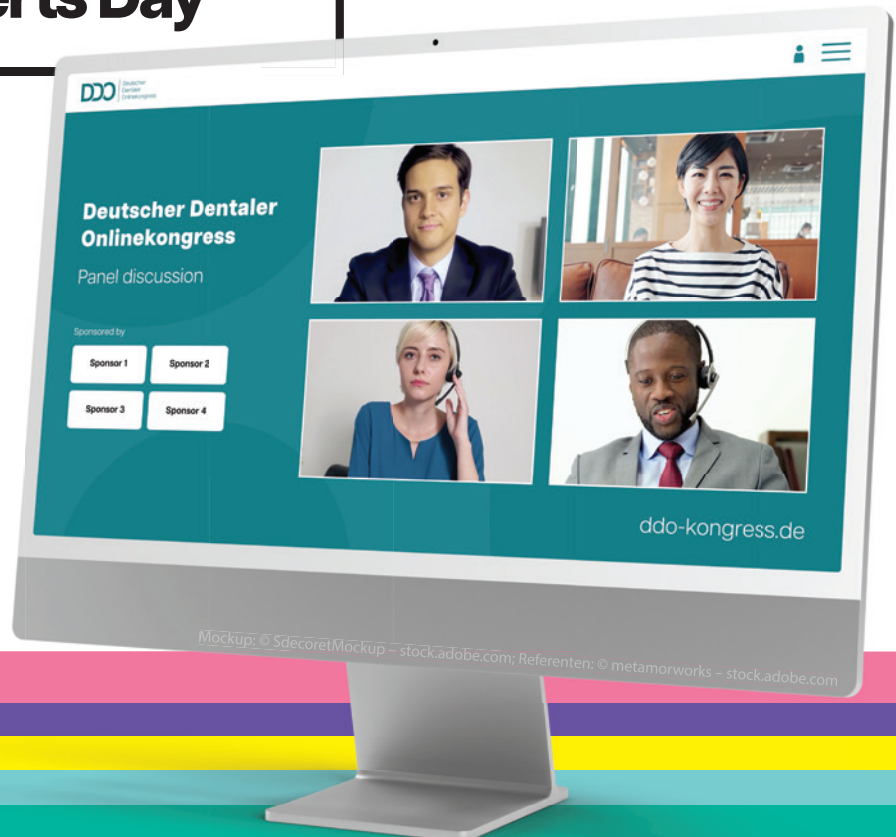 erts Day
DDO
Deutscher
Dentaler
Onlinekongress
Deutscher Dentaler
Onlinekongress
Panel discussion
Sponsored by
Sponsor 1
Sponsor 2
Sponsor 3
Sponsor 4
ddo-kongress.de
Mockup: © SdecoretMockup – stock.adobe.com; Referenten: © metamorworks – stock.adobe.com